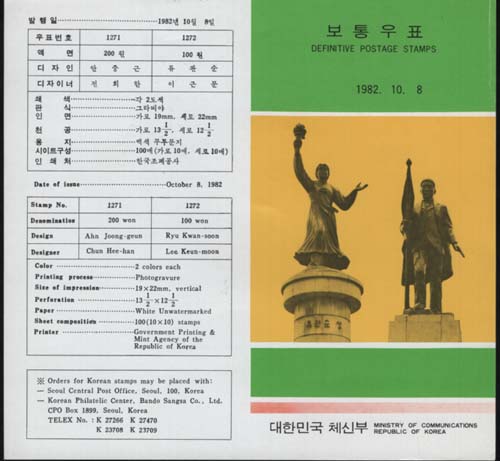 발 행 일 1982년 10월 8일
우표번호 1271 1272
액 면 200 원 100 원
디 자 인 안 중 근 유 관 순
디자이너 전 희 한 이 근 문
쇄 색 각 2도색
판 식 그라비아
인 면 가로 19mm, 세로 22mm
천 공 가로 13 1/2, 세로 12 1/2
용 지 백색 무투문지
시이트구성 100매(가로 10매, 세로 10매)
인 쇄 처 한국조폐공사
Date of issue October 8, 1982
Stamp No. 1271 1272
Denomination 200 won 100 won
Design Ahn Joong-geun Ryu Kwan-soon
Designer Chun Hee-han Lee Keun-moon
Color 2 colors each
Printing process Photogravure
Size of impression 19×22mm, vertical
Perforation 13 1/2 × 12 1/2
Paper White Unwatermarked
Sheet composition 100(10×10) stamps
Printer Government Printing &
Mint Agency of the
Republic of Korea
※ Orders for Korean stamps may be placed with:
— Seoul Central Post Office, Seoul, 100, Korea
— Korean Philatelic Center, Bando Sangsa Co., Ltd.
CPO Box 1899, Seoul, Korea
TELEX No. : K 27266 K 27470
K 23708 K 23709
보통우표
DEFINITIVE POSTAGE STAMPS
1982. 10. 8
대한민국 체신부
MINISTRY OF COMMUNICATIONS
REPUBLIC OF KOREA